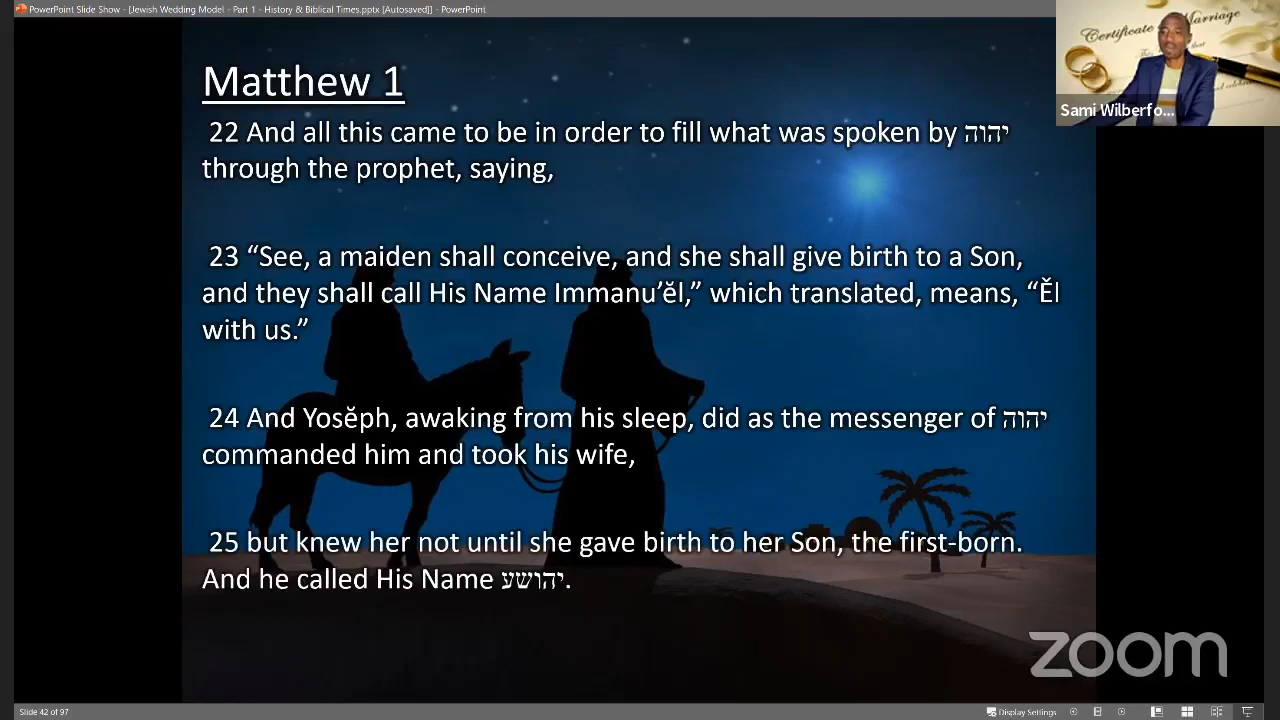 PowerPoint Slide Show - [Jewish Wedding Model - Part 1 - History & Biblical Times.pptx [Autosaved]] - PowerPoint
Matthew 1
22 And all this came to be in order to fill what was spoken by יהוה
through the prophet, saying,
23 “See, a maiden shall conceive, and she shall give birth to a Son,
and they shall call His Name Immanu’ĕl,” which translated, means, “Ĕl
with us.”
24 And Yosĕph, awaking from his sleep, did as the messenger of יהוה
commanded him and took his wife,
25 but knew her not until she gave birth to her Son, the first-born.
And he called His Name יהושע.
Certificate Marriage
Sami Wilberfo...
zoom
Slide 42 of 97
Display Settings